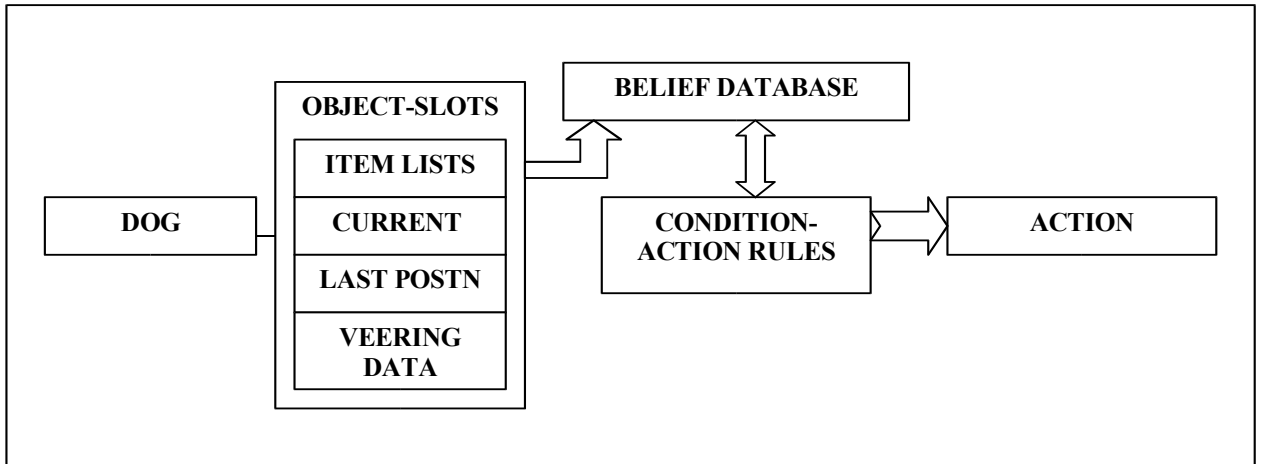 DOG
OBJECT-SLOTS
ITEM LISTS
CURRENT
LAST POSTN
VEERING
DATA
BELIEF DATABASE
CONDITION-
ACTION RULES
ACTION